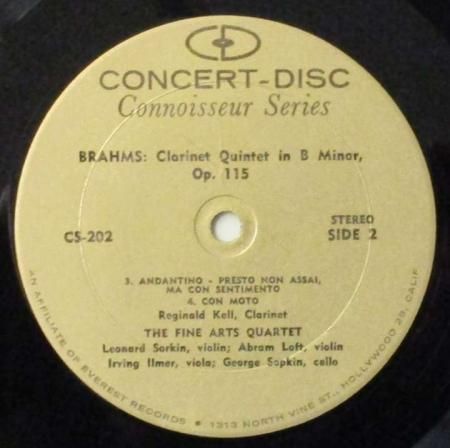 CD
CONCERT-DISC
Connoisseur Series
BRAHMS: Clarinet Quintet in B Minor,
Op. 115
CS-202
STEREO
SIDE 2
3. ANDANTINO - PRESTO NON ASSAI,
MA CON SENTIMENTO
4. CON MOTO
Reginald Kell, Clarinet
THE FINE ARTS QUARTET
Leonard Sorkin, violin; Abram Loft, violin
Irving Ilmer, viola; George Sopkin, cello
AN AFFILIATE OF EVEREST RECORDS • 1313 NORTH VINE ST., HOLLYWOOD 28, CALIF